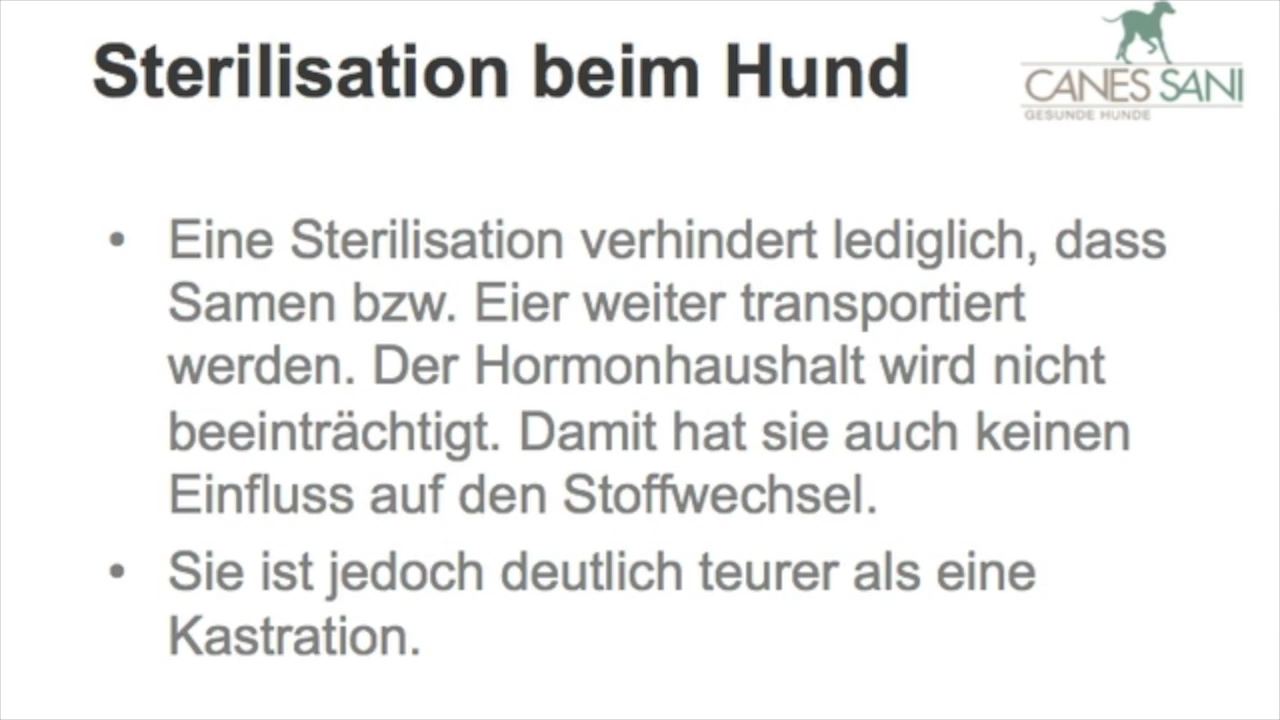 Sterilisation beim Hund
CANES SANI
GESUNDE HUNDE
• Eine Sterilisation verhindert lediglich, dass
Samen bzw. Eier weiter transportiert
werden. Der Hormonhaushalt wird nicht
beeinträchtigt. Damit hat sie auch keinen
Einfluss auf den Stoffwechsel.
• Sie ist jedoch deutlich teurer als eine
Kastration.